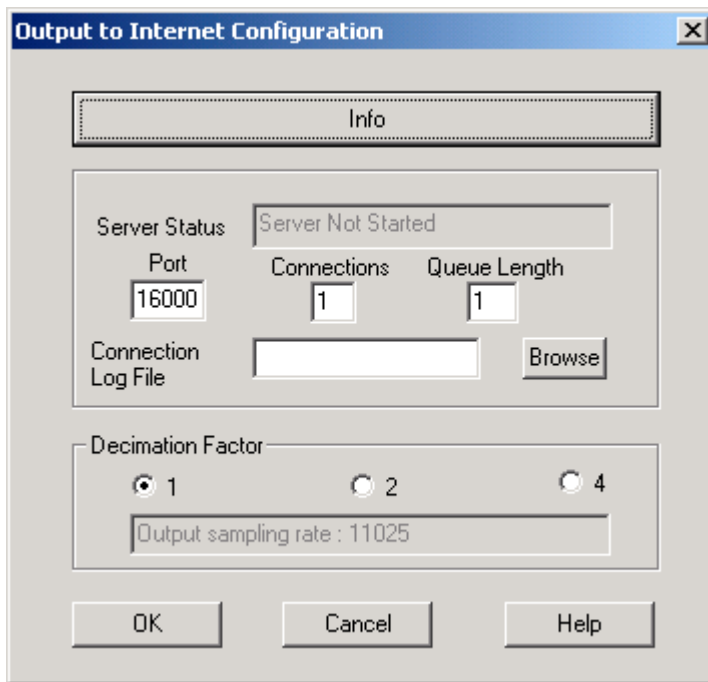 Output to Internet Configuration
Info
Server Status
Server Not Started
Port
Connections
Queue Length
16000
1
1
Connection
Log File
Browse
Decimation Factor
1
2
4
Output sampling rate : 11025
OK
Cancel
Help